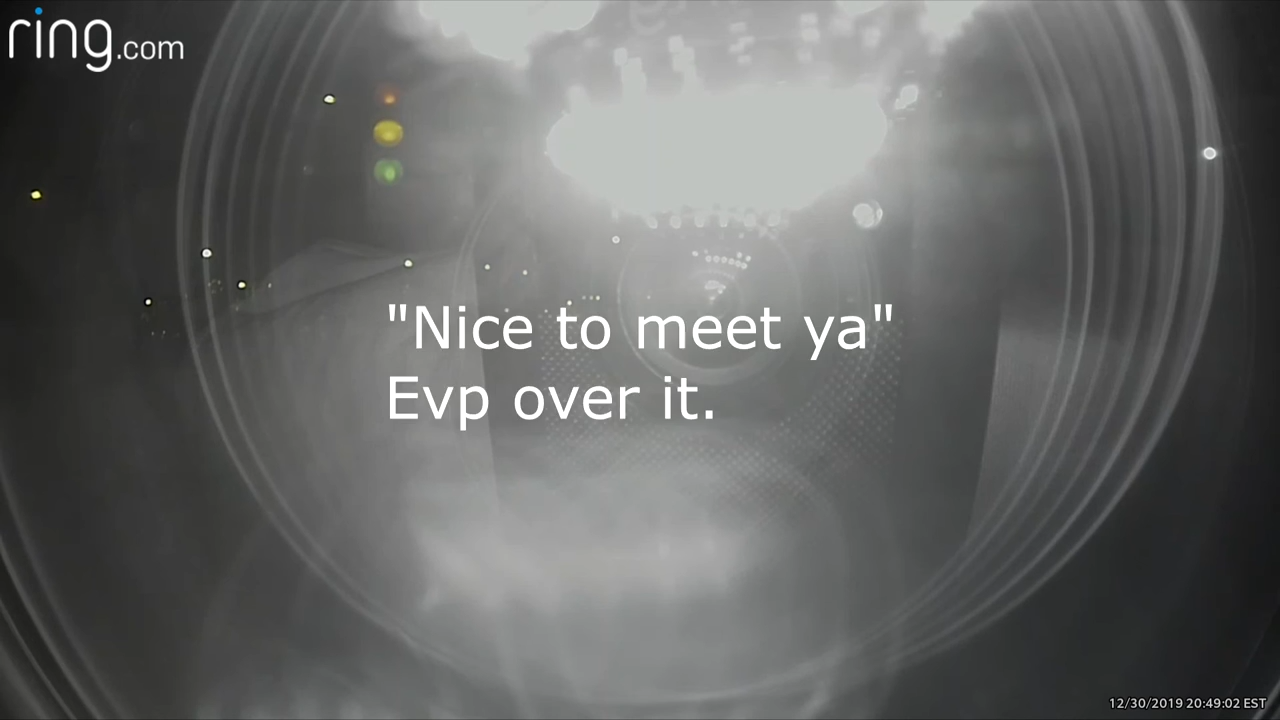 ring.com
"Nice to meet ya"
Evp over it.
12/30/2019 20:49:02 EST